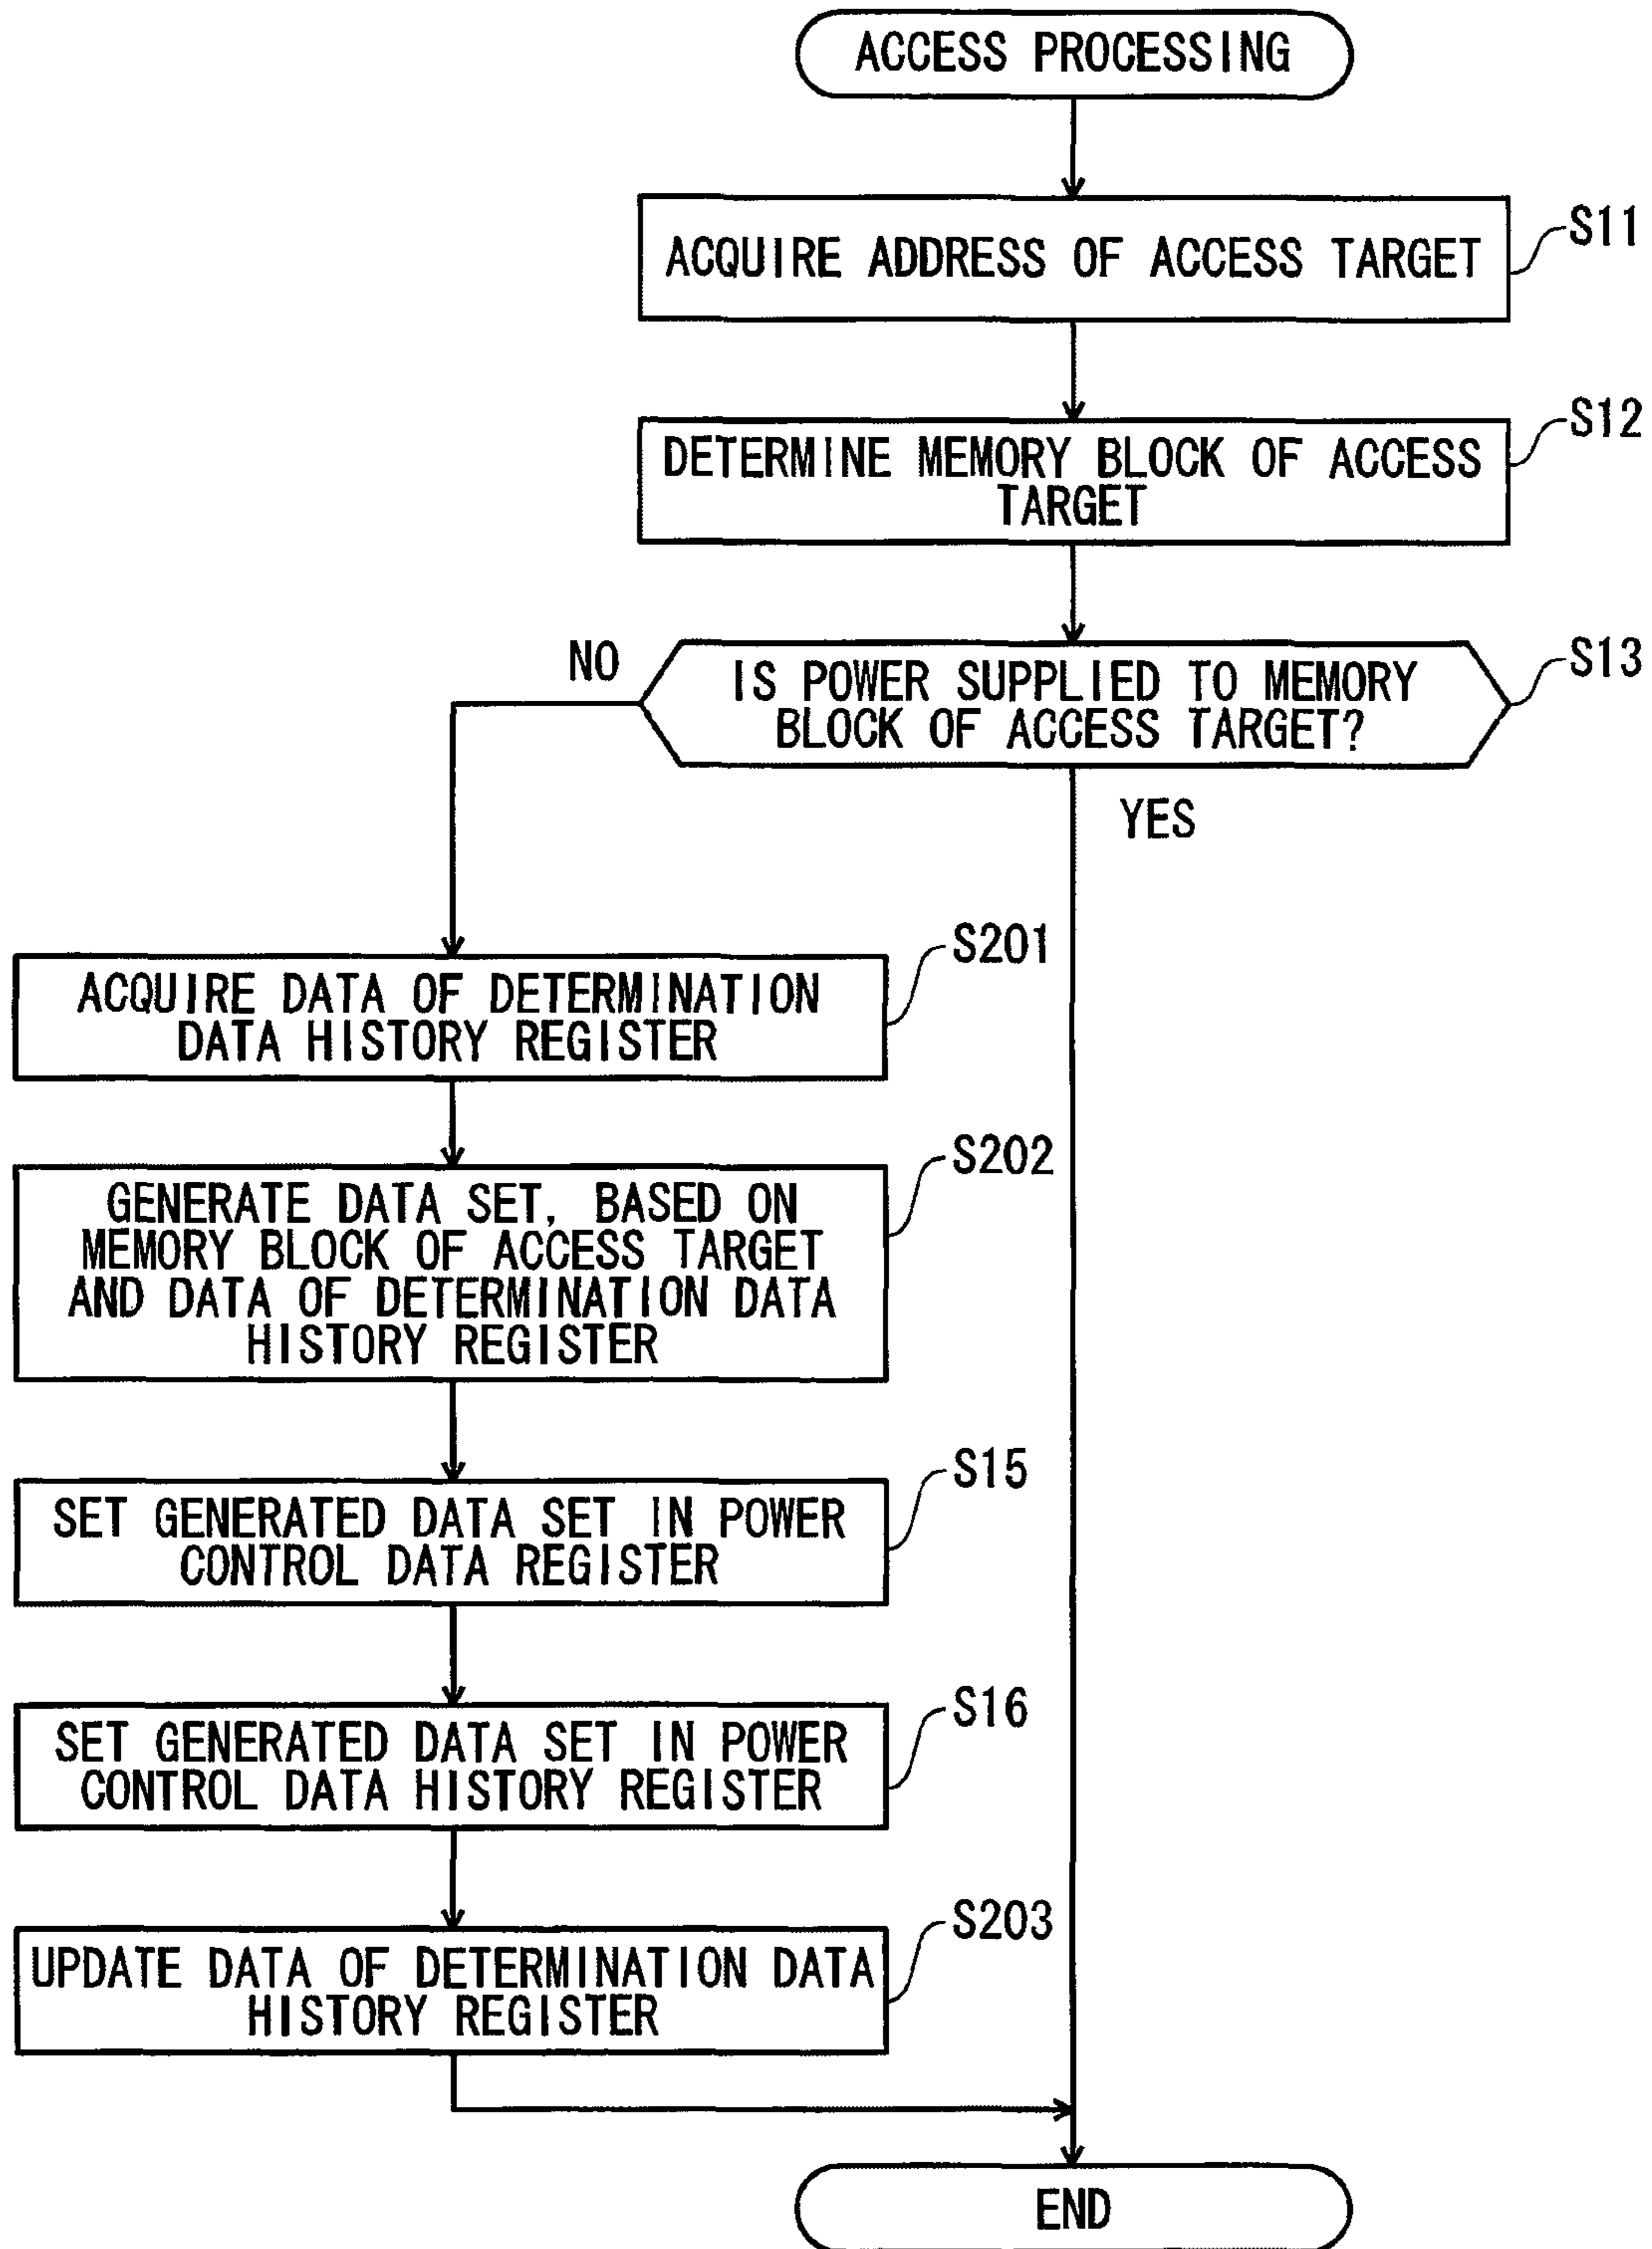 ACCESS PROCESSING
ACQUIRE ADDRESS OF ACCESS TARGET
S11
DETERMINE MEMORY BLOCK OF ACCESS
TARGET
S12
IS POWER SUPPLIED TO MEMORY
BLOCK OF ACCESS TARGET?
S13
NO
YES
ACQUIRE DATA OF DETERMINATION
DATA HISTORY REGISTER
S201
GENERATE DATA SET, BASED ON
MEMORY BLOCK OF ACCESS TARGET
AND DATA OF DETERMINATION DATA
HISTORY REGISTER
S202
SET GENERATED DATA SET IN POWER
CONTROL DATA REGISTER
S15
SET GENERATED DATA SET IN POWER
CONTROL DATA HISTORY REGISTER
S16
UPDATE DATA OF DETERMINATION DATA
HISTORY REGISTER
S203
END